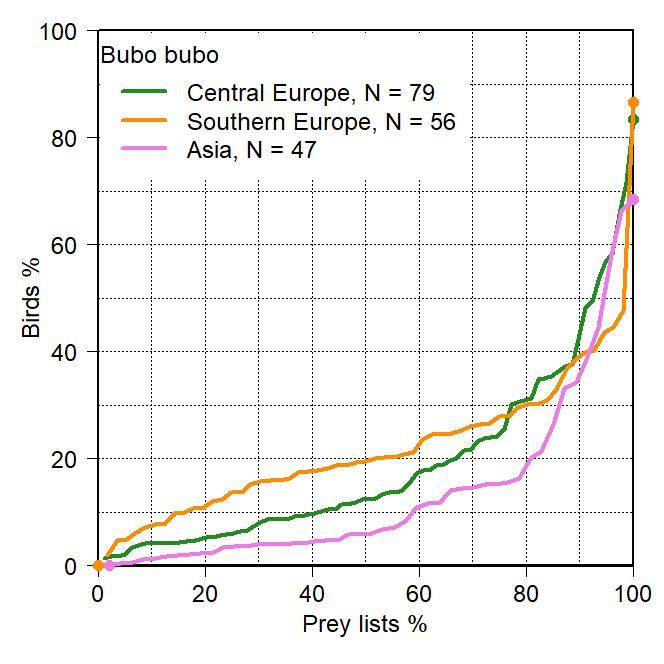 Bubo bubo
Central Europe, N = 79
Southern Europe, N = 56
Asia, N = 47
100
80
60
40
20
0
Birds %
0 20 40 60 80 100
Prey lists %